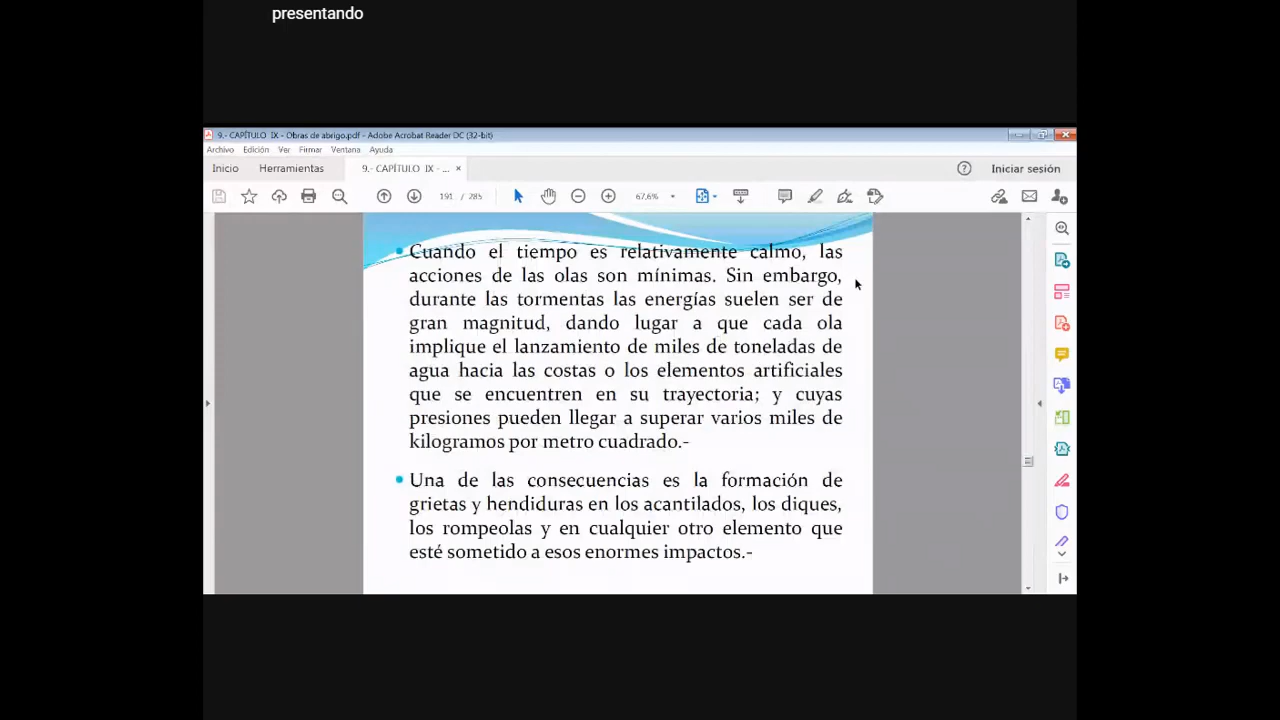 presentando
9.- CAPÍTULO IX - Obras de abrigo.pdf - Adobe Acrobat Reader DC (32-bit)
Archivo Edición Ver Firmar Ventana Ayuda
Inicio Herramientas 9.- CAPÍTULO IX - ... × Iniciar sesión
191 / 285 67,6%
• Cuando el tiempo es relativamente calmo, las
acciones de las olas son mínimas. Sin embargo,
durante las tormentas las energías suelen ser de
gran magnitud, dando lugar a que cada ola
implique el lanzamiento de miles de toneladas de
agua hacia las costas o los elementos artificiales
que se encuentren en su trayectoria; y cuyas
presiones pueden llegar a superar varios miles de
kilogramos por metro cuadrado.-
• Una de las consecuencias es la formación de
grietas y hendiduras en los acantilados, los diques,
los rompeolas y en cualquier otro elemento que
esté sometido a esos enormes impactos.-